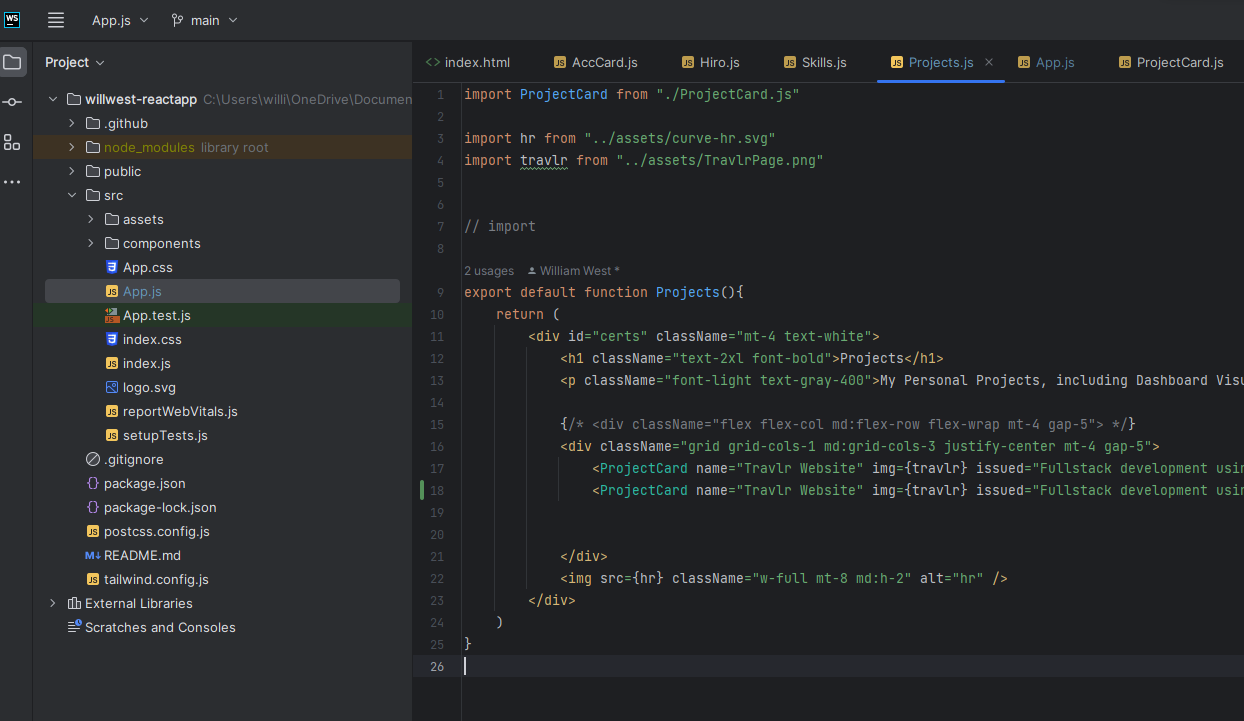 WS App.js main
Project
willwest-reactapp C:\Users\willi\OneDrive\Documen
.github
node_modules library root
public
src
assets
components
App.css
App.js
App.test.js
index.css
index.js
logo.svg
reportWebVitals.js
setupTests.js
.gitignore
package.json
package-lock.json
postcss.config.js
README.md
tailwind.config.js
External Libraries
Scratches and Consoles
index.html AccCard.js Hiro.js Skills.js Projects.js App.js ProjectCard.js
1 import ProjectCard from "./ProjectCard.js"
2
3 import hr from "../assets/curve-hr.svg"
4 import travlr from "../assets/TravlrPage.png"
5
6
7 // import
8
2 usages William West *
9 export default function Projects(){
10 return (
11 <div id="certs" className="mt-4 text-white">
12 <h1 className="text-2xl font-bold">Projects</h1>
13 <p className="font-light text-gray-400">My Personal Projects, including Dashboard Visu
14
15 {/* <div className="flex flex-col md:flex-row flex-wrap mt-4 gap-5"> */}
16 <div className="grid grid-cols-1 md:grid-cols-3 justify-center mt-4 gap-5">
17 <ProjectCard name="Travlr Website" img={travlr} issued="Fullstack development usin
18 <ProjectCard name="Travlr Website" img={travlr} issued="Fullstack development usin
19
20
21 </div>
22 <img src={hr} className="w-full mt-8 md:h-2" alt="hr" />
23 </div>
24 )
25 }
26